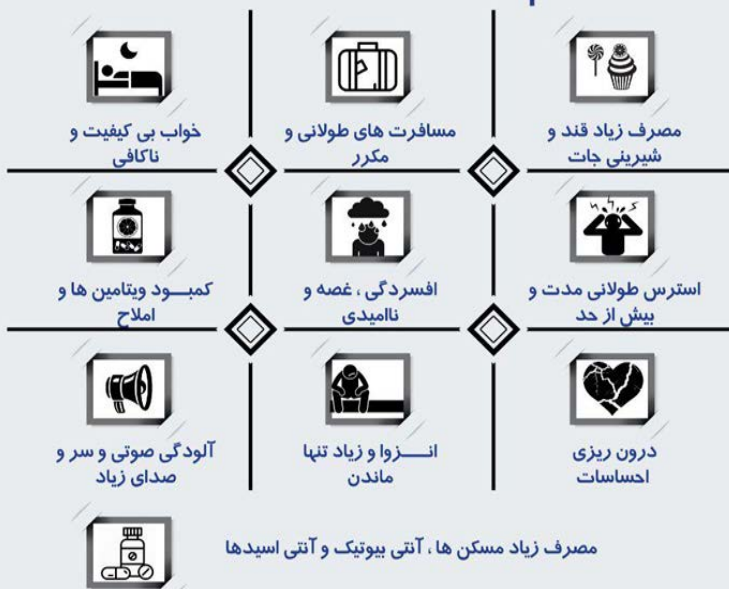 مصرف زیاد قند و
شیرینی جات
مسافرت های طولانی و
مکرر
خواب بی کیفیت و
ناکافی
استرس طولانی مدت و
بیش از حد
افسردگی ، غصه و
ناامیدی
کمبــود ویتامین ها و
املاح
درون ریزی
احساسات
انــــزوا و زیاد تنها
ماندن
آلودگی صوتی و سر و
صدای زیاد
مصرف زیاد مسکن ها ، آنتی بیوتیک و آنتی اسیدها